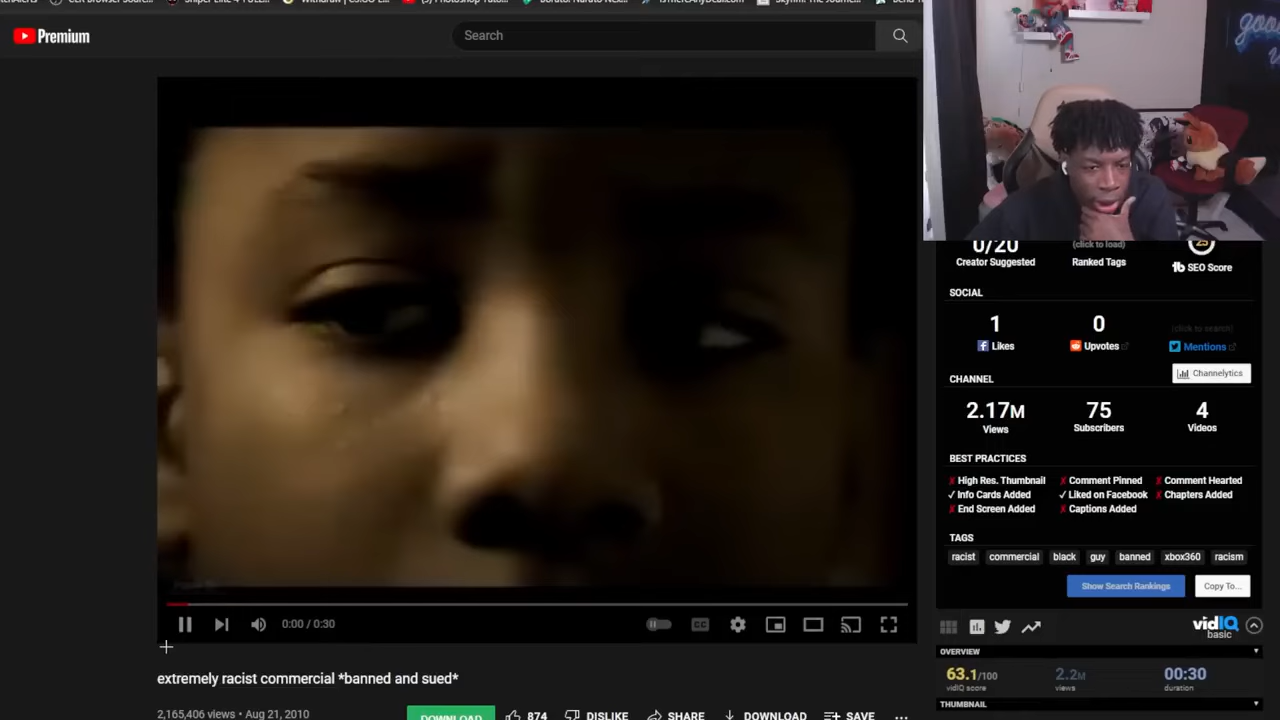 Premium
Search
0/20
Creator Suggested
(click to load)
Ranked Tags
tb SEO Score
SOCIAL
1
Likes
0
Upvotes
(click to search)
Mentions
Channelytics
CHANNEL
2.17M
Views
75
Subscribers
4
Videos
BEST PRACTICES
✗ High Res. Thumbnail ✗ Comment Pinned ✗ Comment Hearted
✓ Info Cards Added ✓ Liked on Facebook ✗ Chapters Added
✗ End Screen Added ✗ Captions Added
TAGS
racist commercial black guy banned xbox360 racism
Show Search Rankings Copy To...
0:00 / 0:30
CC
vidIQ
basic
OVERVIEW
63.1/100
vidIQ score
2.2M
views
00:30
duration
THUMBNAIL
extremely racist commercial *banned and sued*
2,165,406 views • Aug 21, 2010
DOWNLOAD 874 DISLIKE SHARE DOWNLOAD SAVE